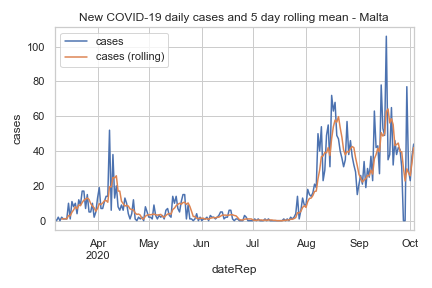 New COVID-19 daily cases and 5 day rolling mean - Malta
cases
cases (rolling)
100
80
60
40
20
0
cases
Apr May Jun Jul Aug Sep Oct
2020
dateRep